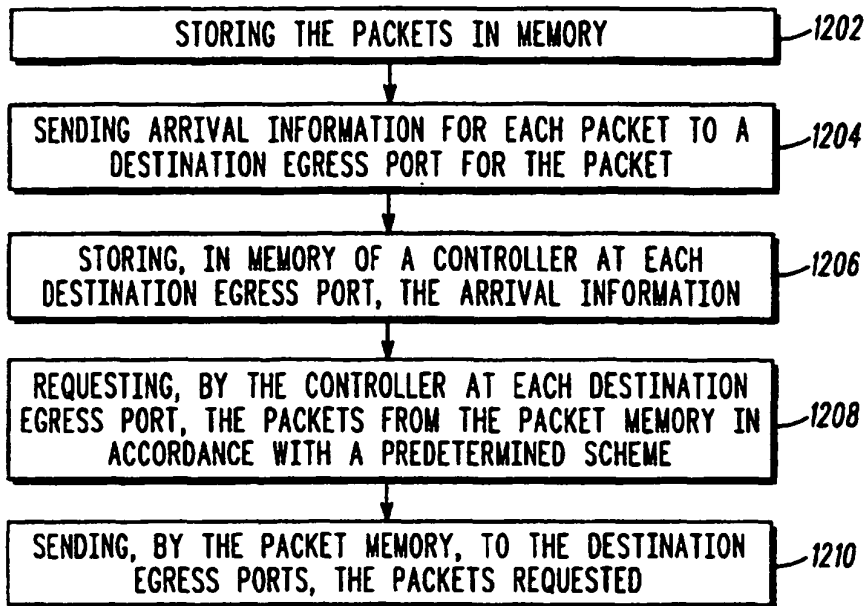 STORING THE PACKETS IN MEMORY
1202
SENDING ARRIVAL INFORMATION FOR EACH PACKET TO A
DESTINATION EGRESS PORT FOR THE PACKET
1204
STORING, IN MEMORY OF A CONTROLLER AT EACH
DESTINATION EGRESS PORT, THE ARRIVAL INFORMATION
1206
REQUESTING, BY THE CONTROLLER AT EACH DESTINATION
EGRESS PORT, THE PACKETS FROM THE PACKET MEMORY IN
ACCORDANCE WITH A PREDETERMINED SCHEME
1208
SENDING, BY THE PACKET MEMORY, TO THE DESTINATION
EGRESS PORTS, THE PACKETS REQUESTED
1210